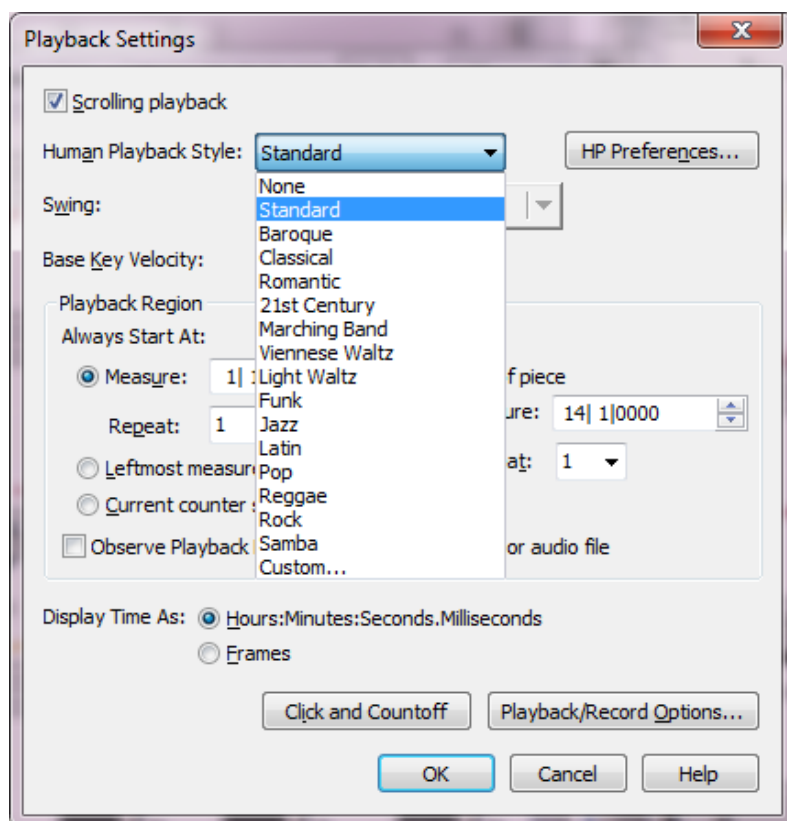 Playback Settings
Scrolling playback
Human Playback Style: Standard HP Preferences...
None
Swing:
Standard
Baroque
Base Key Velocity:
Classical
Romantic
Playback Region
21st Century
Always Start At:
Marching Band
Viennese Waltz
Measure: 1| Light Waltz f piece
Funk
ure: 14| 1|0000
Repeat: 1 Jazz
Latin
Leftmost measur Pop at: 1
Reggae
Current counter Rock
Samba
Observe Playback or audio file
Custom...
Display Time As: Hours:Minutes:Seconds.Milliseconds
Frames
Click and Countoff Playback/Record Options...
OK Cancel Help